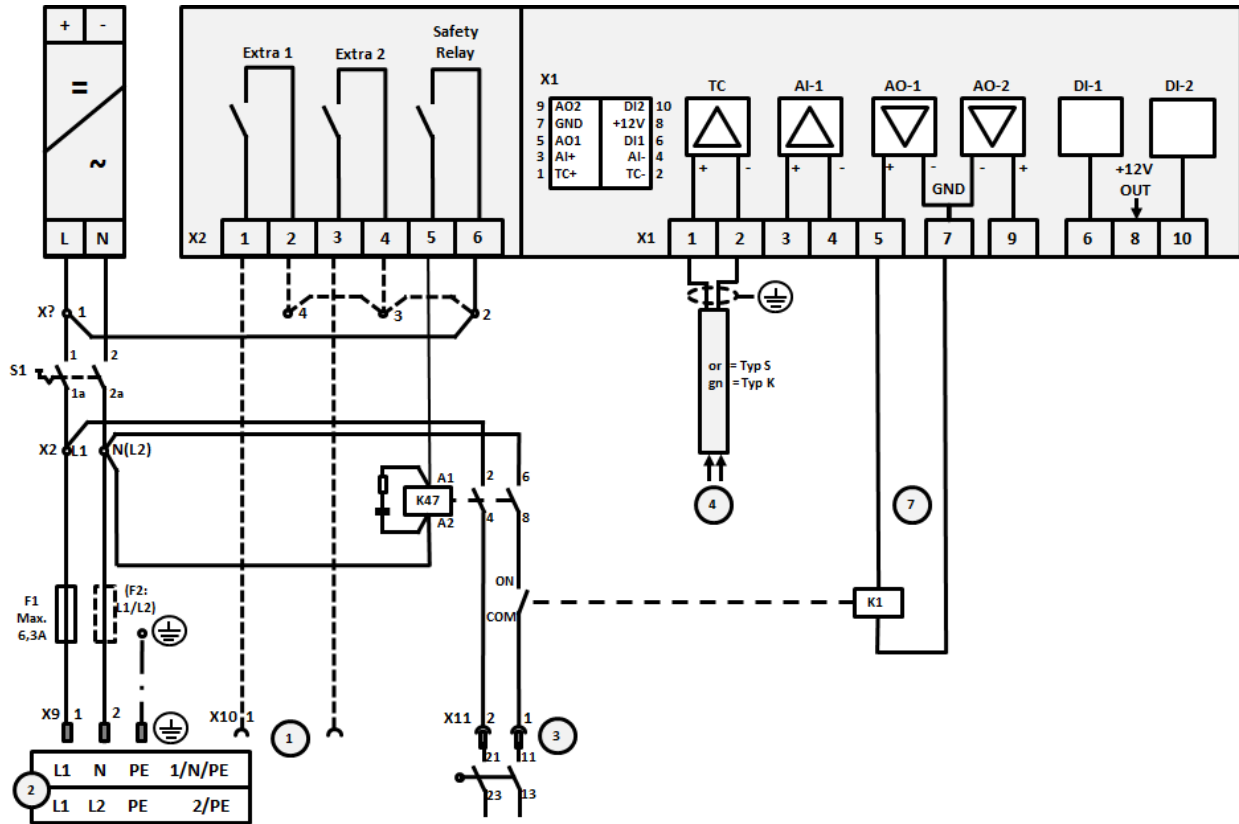 + -
=
~
L N
Extra 1
Extra 2
Safety
Relay
X2 1 2 3 4 5 6
X1
9 AO2 DI2 10
7 GND +12V 8
5 AO1 DI1 6
3 AI+ AI- 4
1 TC+ TC- 2
TC
AI-1
AO-1
AO-2
DI-1
DI-2
+ - + - + - - +
GND
+12V
OUT
X1 1 2 3 4 5 7 9 6 8 10
X? 1
4 3 2
1 2
S1
1a 2a
or = Typ S
gn = Typ K
X2 L1 N(L2)
A1
K47
A2
2 6
4 8
4
7
ON
COM
K1
F1
Max.
6,3A
(F2:
L1/L2)
X9 1 2
X10 1
1
X11 2 1
3
21 11
23 13
2
L1 N PE 1/N/PE
L1 L2 PE 2/PE